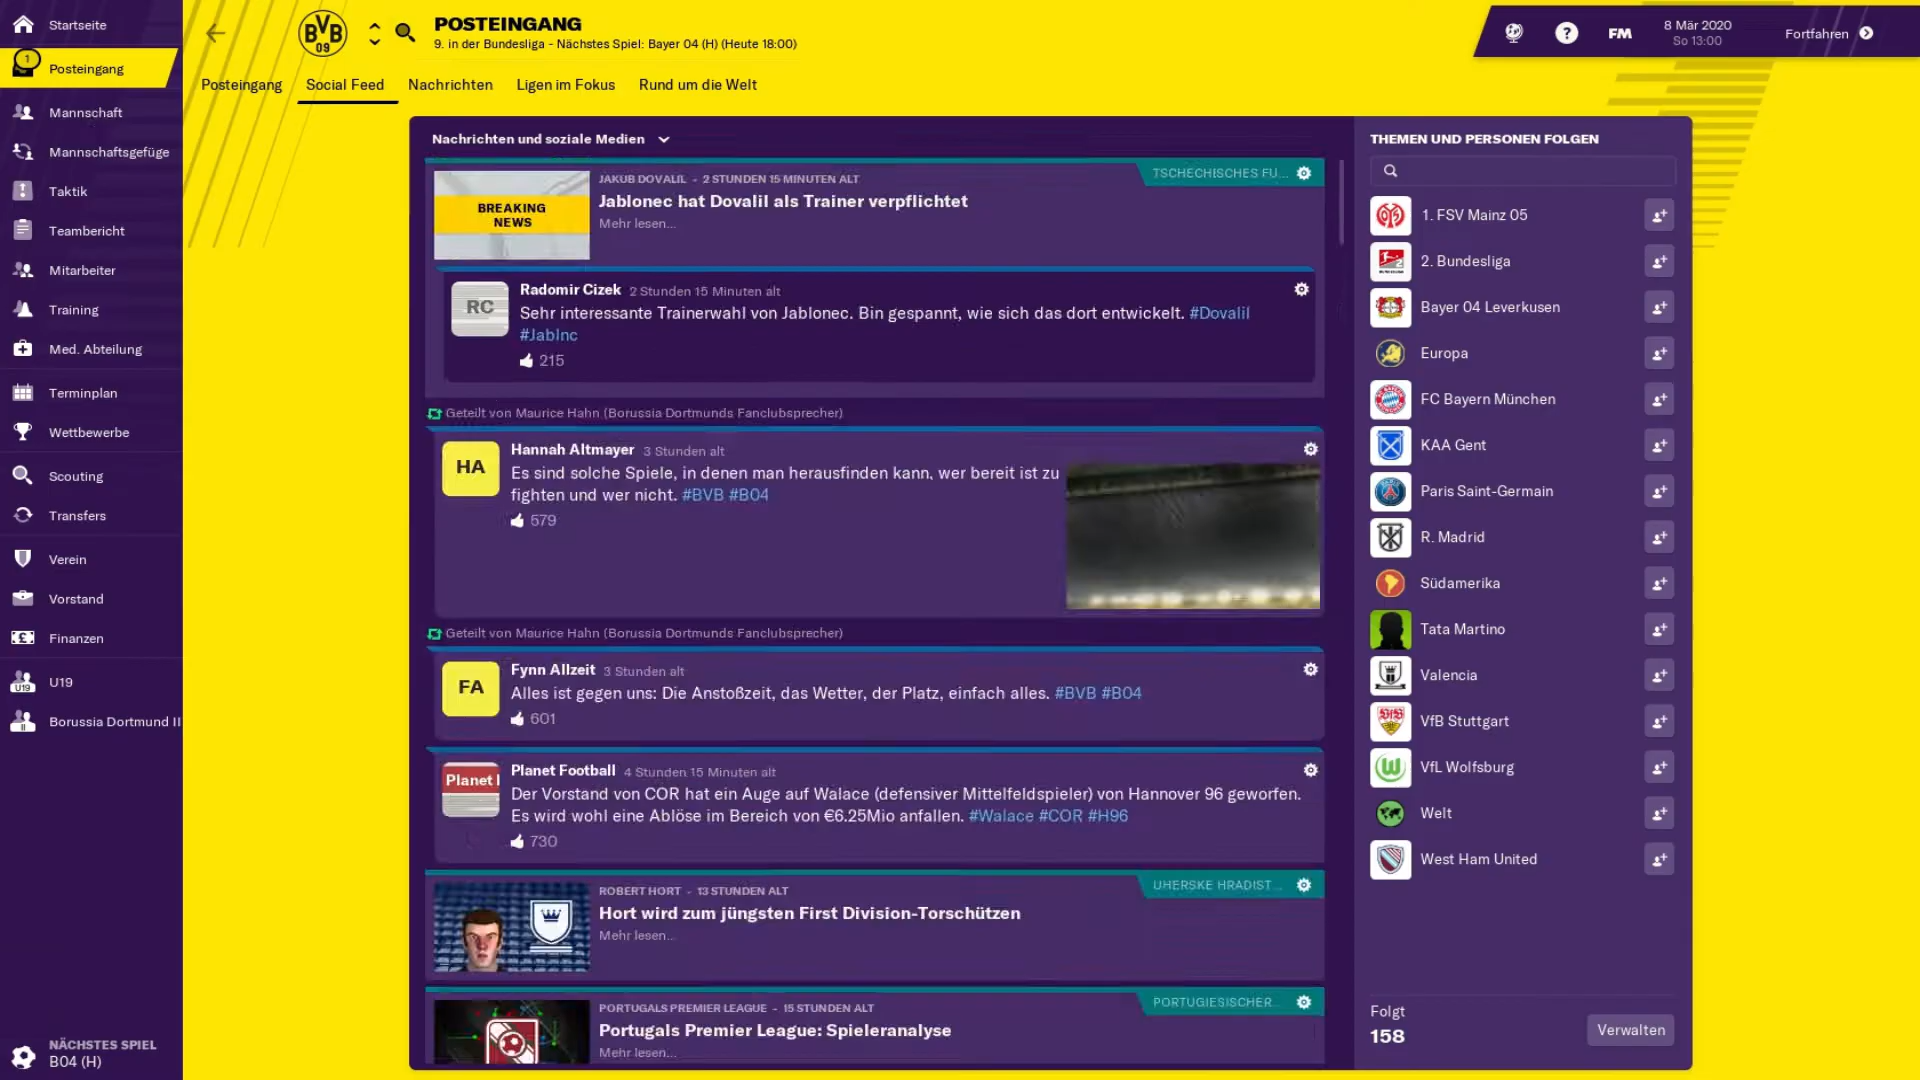 Startseite
1
Posteingang
Mannschaft
Mannschaftsgefüge
Taktik
Teambericht
Mitarbeiter
Training
Med. Abteilung
Terminplan
Wettbewerbe
Scouting
Transfers
Verein
Vorstand
Finanzen
U19
U19
II
Borussia Dortmund II
NÄCHSTES SPIEL
B04 (H)
BVB
09
POSTEINGANG
9. in der Bundesliga - Nächstes Spiel: Bayer 04 (H) (Heute 18:00)
?
FM
8 Mär 2020
So 13:00
Fortfahren
Posteingang
Social Feed
Nachrichten
Ligen im Fokus
Rund um die Welt
Nachrichten und soziale Medien
BREAKING
NEWS
JAKUB DOVALIL - 2 STUNDEN 15 MINUTEN ALT
TSCHECHISCHES FU...
Jablonec hat Dovalil als Trainer verpflichtet
Mehr lesen...
RC
Radomir Cizek 2 Stunden 15 Minuten alt
Sehr interessante Trainerwahl von Jablonec. Bin gespannt, wie sich das dort entwickelt. #Dovalil
#Jablnc
215
Geteilt von Maurice Hahn (Borussia Dortmunds Fanclubsprecher)
HA
Hannah Altmayer 3 Stunden alt
Es sind solche Spiele, in denen man herausfinden kann, wer bereit ist zu
fighten und wer nicht. #BVB #B04
579
Geteilt von Maurice Hahn (Borussia Dortmunds Fanclubsprecher)
FA
Fynn Allzeit 3 Stunden alt
Alles ist gegen uns: Die Anstoßzeit, das Wetter, der Platz, einfach alles. #BVB #B04
601
Planet
Planet Football 4 Stunden 15 Minuten alt
Der Vorstand von COR hat ein Auge auf Walace (defensiver Mittelfeldspieler) von Hannover 96 geworfen.
Es wird wohl eine Ablöse im Bereich von €6.25Mio anfallen. #Walace #COR #H96
730
ROBERT HORT - 13 STUNDEN ALT
UHERSKE HRADIST...
Hort wird zum jüngsten First Division-Torschützen
Mehr lesen...
PORTUGALS PREMIER LEAGUE - 15 STUNDEN ALT
PORTUGIESISCHER...
Portugals Premier League: Spieleranalyse
Mehr lesen...
THEMEN UND PERSONEN FOLGEN
1. FSV Mainz 05
2. Bundesliga
Bayer 04 Leverkusen
Europa
FC Bayern München
KAA Gent
Paris Saint-Germain
R. Madrid
Südamerika
Tata Martino
Valencia
VfB Stuttgart
VfL Wolfsburg
Welt
West Ham United
Folgt
158
Verwalten